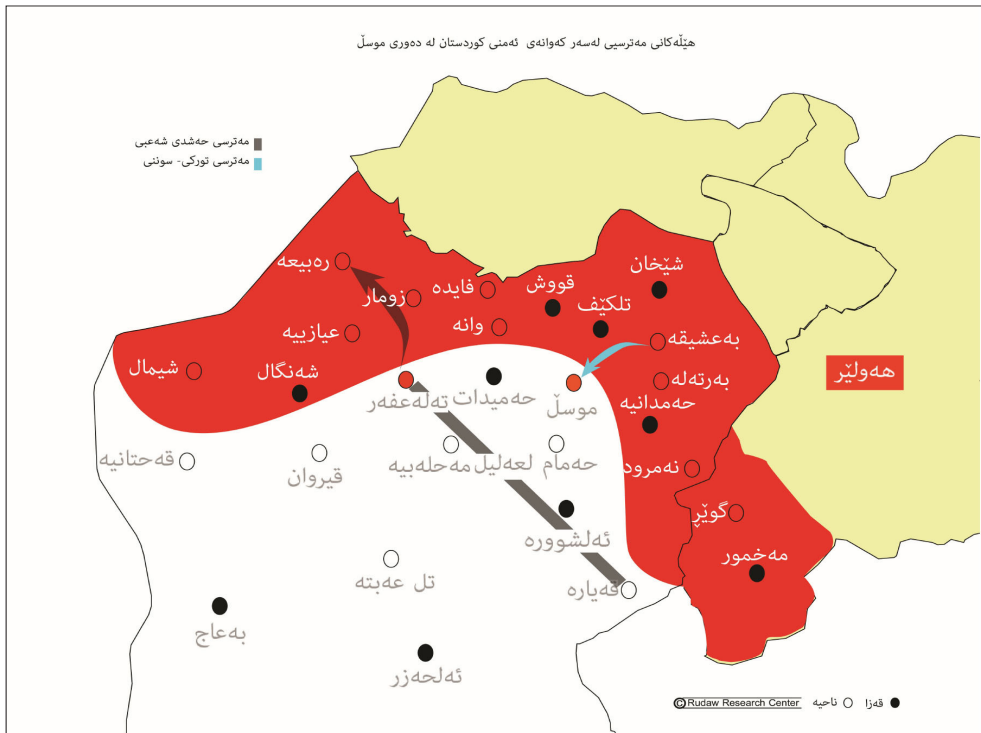 هێڵەکانی مەترسیی لەسەر کەوانەی ئەمنی کوردستان لە دەوری موسڵ
مەترسی حەشدی شەعبی
مەترسی تورکی- سوننی
رەبیعە
زومار
فایدە
قووش
شێخان
تلکێف
عیازییە
وانە
بەعشیقە
شیمال
شەنگال
تەلەعفەر
حەمیدات
موسڵ
بەرتەلە
حەمدانیە
هەولێر
قەحتانیە
قیروان
مەحلەبیە
حەمام لعەلیل
نەمرود
گوێڕ
ئەلشوورە
مەخمور
تل عەبتە
قەیارە
بەعاج
ئەلحەزر
قەزا
ناحیە
© Rudaw Research Center